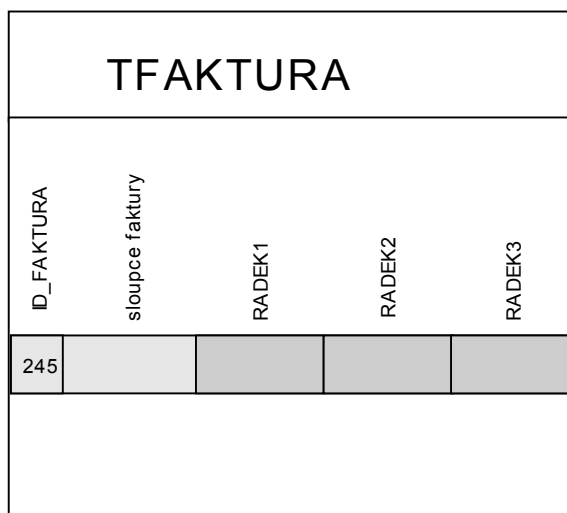 TFAKTURA
ID_FAKTURA
sloupce faktury
RADEK1
RADEK2
RADEK3
245